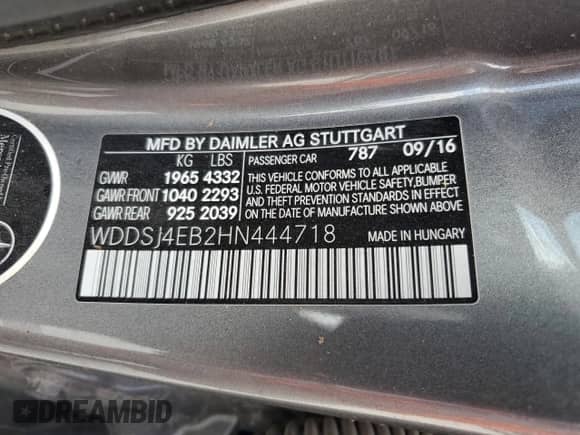 MFD BY DAIMLER AG STUTTGART
KG LBS PASSENGER CAR 787 09/16
GVWR 1965 4332
GAWR FRONT 1040 2293
GAWR REAR 925 2039
THIS VEHICLE CONFORMS TO ALL APPLICABLE
U.S. FEDERAL MOTOR VEHICLE SAFETY, BUMPER
AND THEFT PREVENTION STANDARDS IN EFFECT
ON THE DATE OF MANUFACTURE SHOWN ABOVE.
WDDSJ4EB2HN444718 MADE IN HUNGARY
DREAMBID